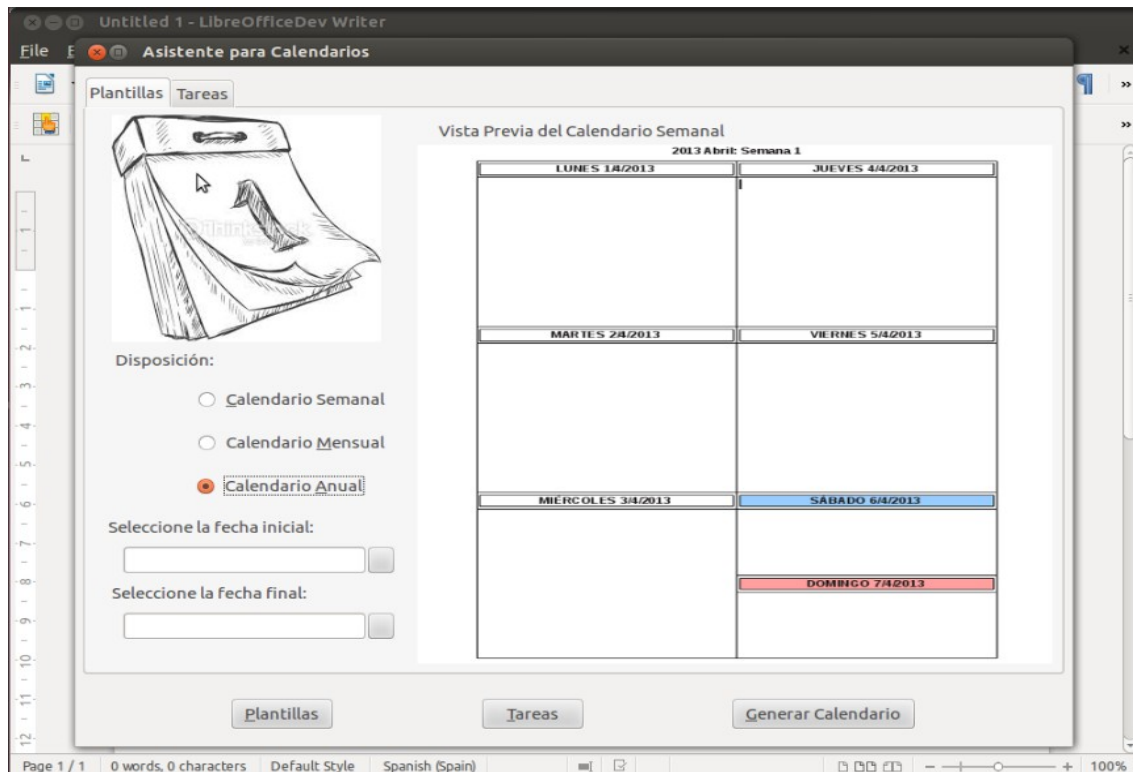 Untitled 1 - LibreOfficeDev Writer
File
Asistente para Calendarios
Plantillas Tareas
Vista Previa del Calendario Semanal
2013 Abril: Semana 1
LUNES 1/4/2013 JUEVES 4/4/2013
MARTES 2/4/2013 VIERNES 5/4/2013
Disposición:
Calendario Semanal
Calendario Mensual
Calendario Anual
MIÉRCOLES 3/4/2013 SÁBADO 6/4/2013
Seleccione la fecha inicial:
DOMINGO 7/4/2013
Seleccione la fecha final:
Plantillas Tareas Generar Calendario
Page 1 / 1 0 words, 0 characters Default Style Spanish (Spain) 100%